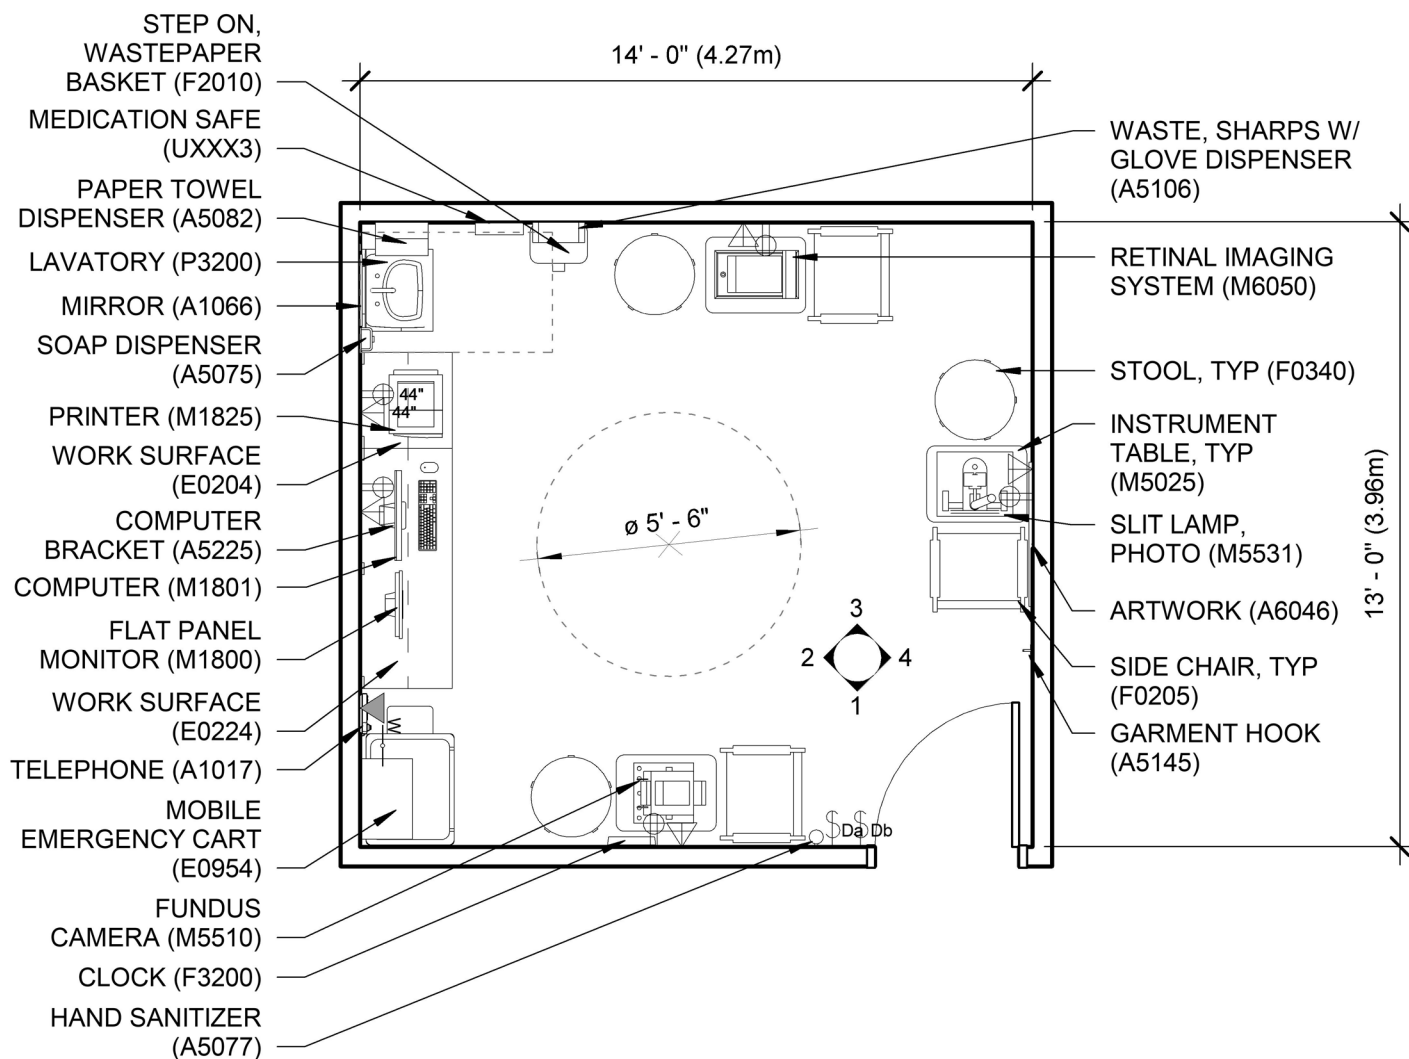 STEP ON,
WASTEPAPER
BASKET (F2010)
MEDICATION SAFE
(UXXX3)
PAPER TOWEL
DISPENSER (A5082)
LAVATORY (P3200)
MIRROR (A1066)
SOAP DISPENSER
(A5075)
PRINTER (M1825)
WORK SURFACE
(E0204)
COMPUTER
BRACKET (A5225)
COMPUTER (M1801)
FLAT PANEL
MONITOR (M1800)
WORK SURFACE
(E0224)
TELEPHONE (A1017)
MOBILE
EMERGENCY CART
(E0954)
FUNDUS
CAMERA (M5510)
CLOCK (F3200)
HAND SANITIZER
(A5077)
14' - 0" (4.27m)
44"
44"
ø 5' - 6"
3
2 4
1
Da Db
WASTE, SHARPS W/
GLOVE DISPENSER
(A5106)
RETINAL IMAGING
SYSTEM (M6050)
STOOL, TYP (F0340)
INSTRUMENT
TABLE, TYP
(M5025)
SLIT LAMP,
PHOTO (M5531)
ARTWORK (A6046)
SIDE CHAIR, TYP
(F0205)
GARMENT HOOK
(A5145)
13' - 0" (3.96m)